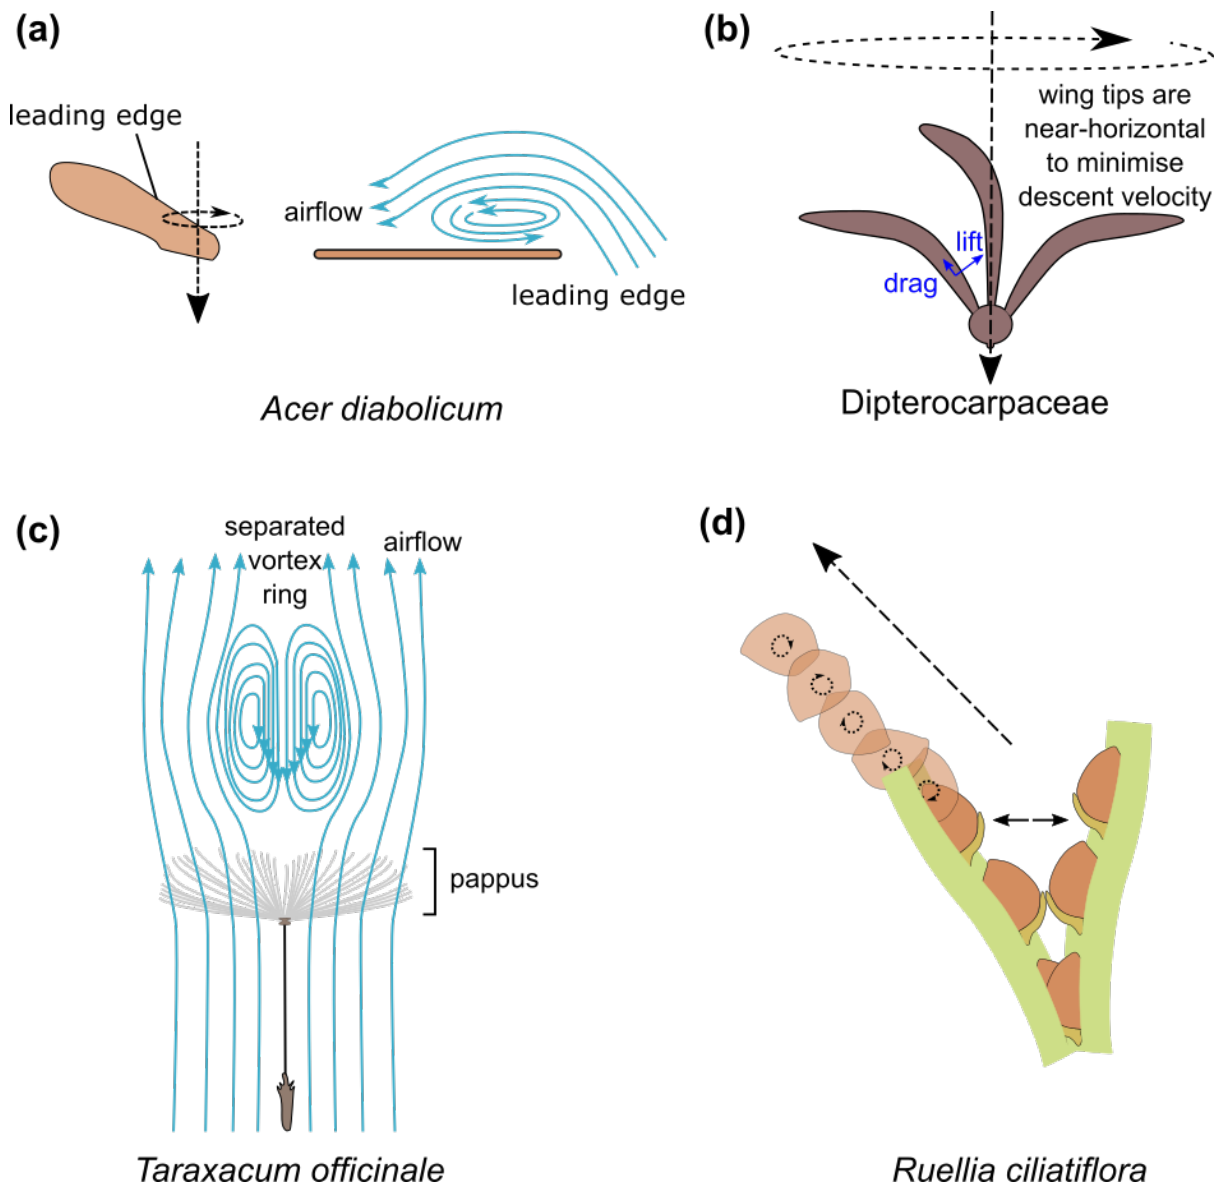 (a)
leading edge
airflow
leading edge
Acer diabolicum
(b)
wing tips are
near-horizontal
to minimise
descent velocity
lift
drag
Dipterocarpaceae
(c)
separated
vortex
ring
airflow
pappus
Taraxacum officinale
(d)
Ruellia ciliatiflora